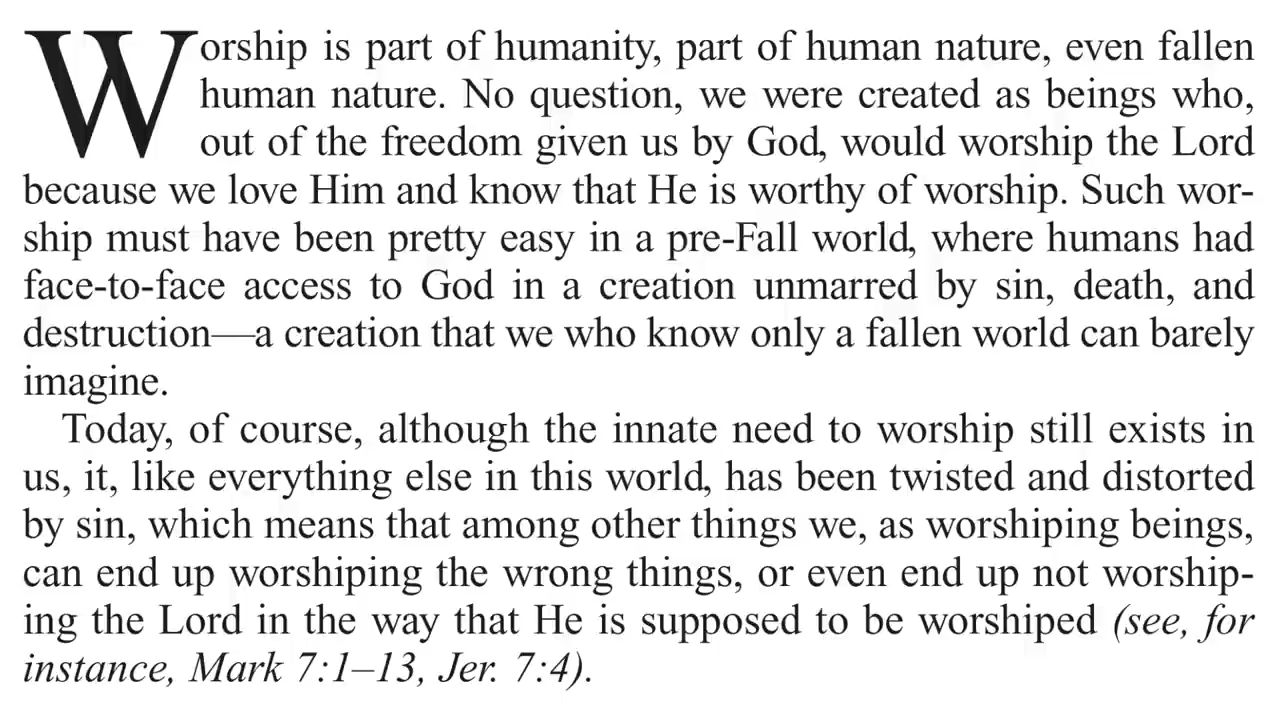 Worship is part of humanity, part of human nature, even fallen
human nature. No question, we were created as beings who,
out of the freedom given us by God, would worship the Lord
because we love Him and know that He is worthy of worship. Such wor-
ship must have been pretty easy in a pre-Fall world, where humans had
face-to-face access to God in a creation unmarred by sin, death, and
destruction—a creation that we who know only a fallen world can barely
imagine.
Today, of course, although the innate need to worship still exists in
us, it, like everything else in this world, has been twisted and distorted
by sin, which means that among other things we, as worshiping beings,
can end up worshiping the wrong things, or even end up not worship-
ing the Lord in the way that He is supposed to be worshiped (see, for
instance, Mark 7:1–13, Jer. 7:4).